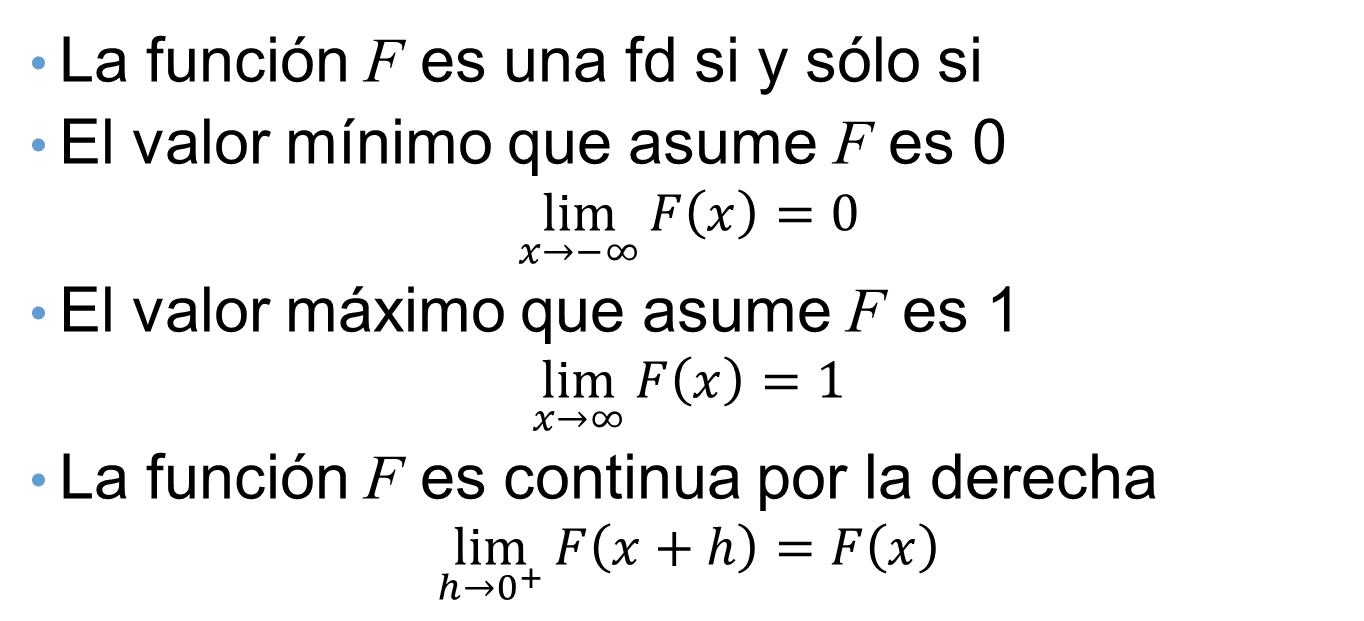 • La función F es una fd si y sólo si
• El valor mínimo que asume F es 0
lim F(x) = 0
x→−∞
• El valor máximo que asume F es 1
lim F(x) = 1
x→∞
• La función F es continua por la derecha
lim F(x + h) = F(x)
h→0⁺